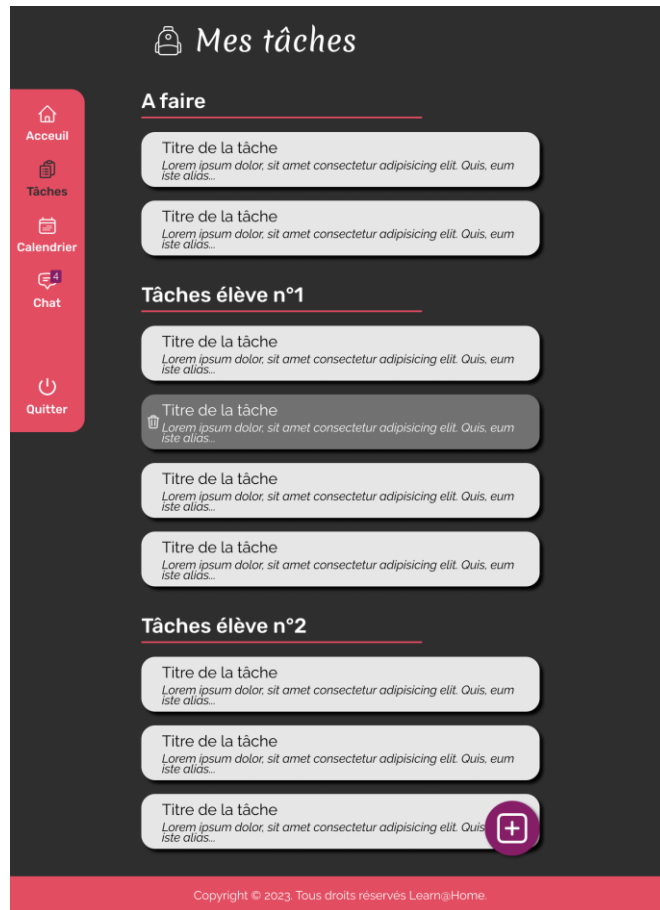 Mes tâches
A faire
Titre de la tâche
Lorem ipsum dolor, sit amet consectetur adipisicing elit. Quis, eum
iste alias...
Titre de la tâche
Lorem ipsum dolor, sit amet consectetur adipisicing elit. Quis, eum
iste alias...
Acceuil
Tâches
Calendrier
4
Chat
Quitter
Tâches élève n°1
Titre de la tâche
Lorem ipsum dolor, sit amet consectetur adipisicing elit. Quis, eum
iste alias...
Titre de la tâche
Lorem ipsum dolor, sit amet consectetur adipisicing elit. Quis, eum
iste alias...
Titre de la tâche
Lorem ipsum dolor, sit amet consectetur adipisicing elit. Quis, eum
iste alias...
Titre de la tâche
Lorem ipsum dolor, sit amet consectetur adipisicing elit. Quis, eum
iste alias...
Tâches élève n°2
Titre de la tâche
Lorem ipsum dolor, sit amet consectetur adipisicing elit. Quis, eum
iste alias...
Titre de la tâche
Lorem ipsum dolor, sit amet consectetur adipisicing elit. Quis, eum
iste alias...
Titre de la tâche
Lorem ipsum dolor, sit amet consectetur adipisicing elit. Quis
iste alias...
Copyright © 2023. Tous droits réservés Learn@Home.